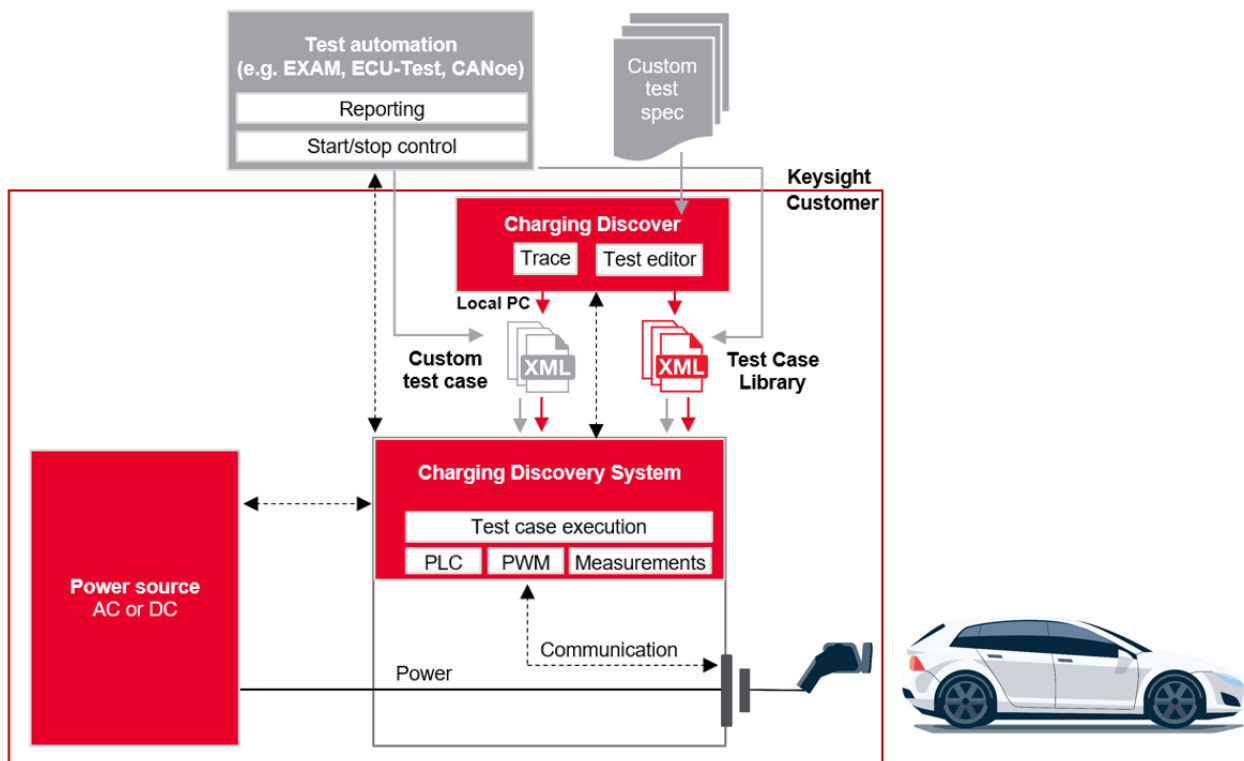 Test automation
(e.g. EXAM, ECU-Test, CANoe)
Reporting
Start/stop control
Custom
test
spec
Keysight
Customer
Charging Discover
Trace
Test editor
Local PC
Custom
test case
XML
XML
Test Case
Library
Charging Discovery System
Test case execution
PLC
PWM
Measurements
Power source
AC or DC
Communication
Power